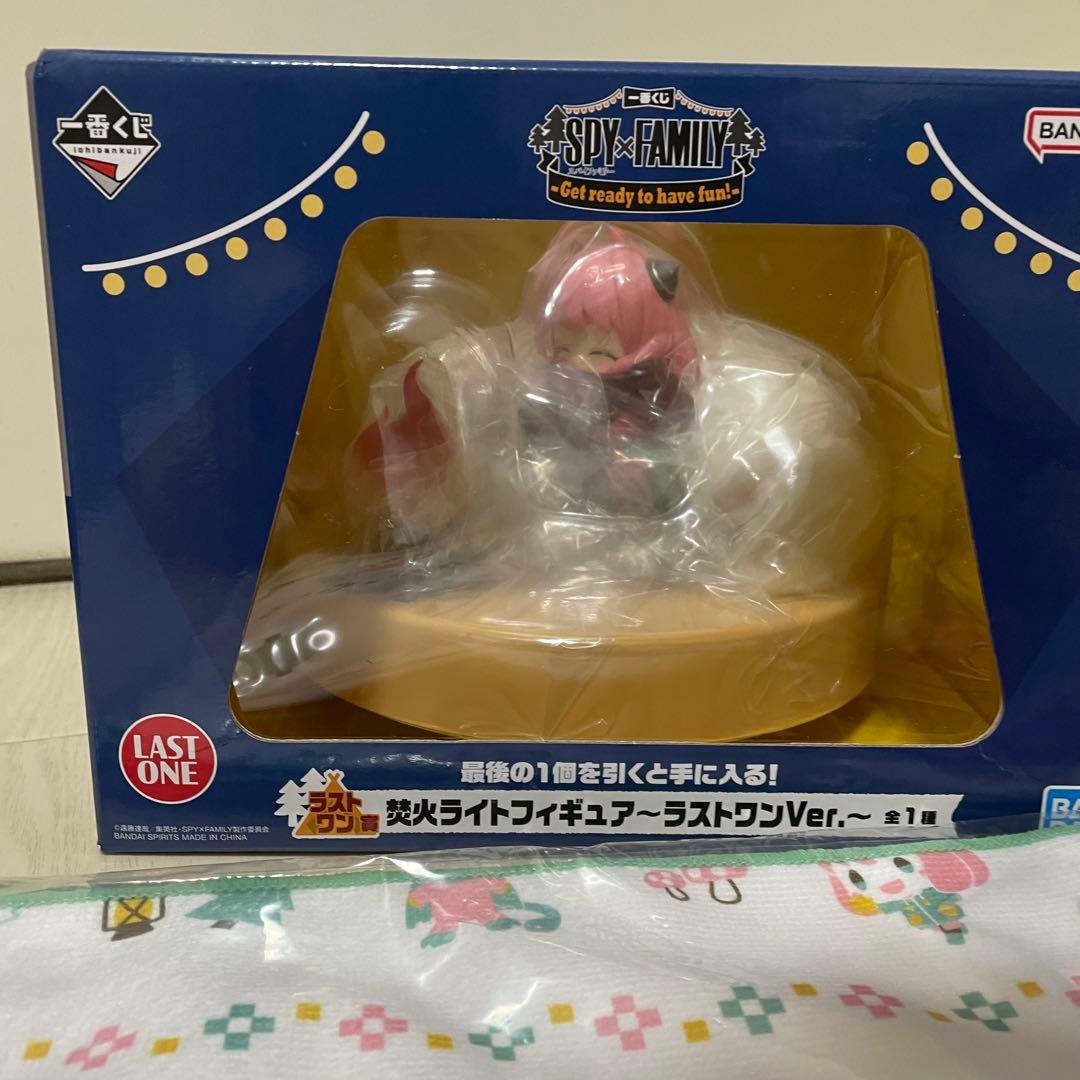 一番くじ
ichibankuji
一番くじ
SPY×FAMILY
スパイファミリー
-Get ready to have fun!-
BAN
LAST
ONE
最後の1個を引くと手に入る!
ラスト
ワン賞
焚火ライトフィギュア〜ラストワンVer.〜 全1種
©遠藤達哉/集英社・SPY×FAMILY製作委員会
BANDAI SPIRITS MADE IN CHINA
BA